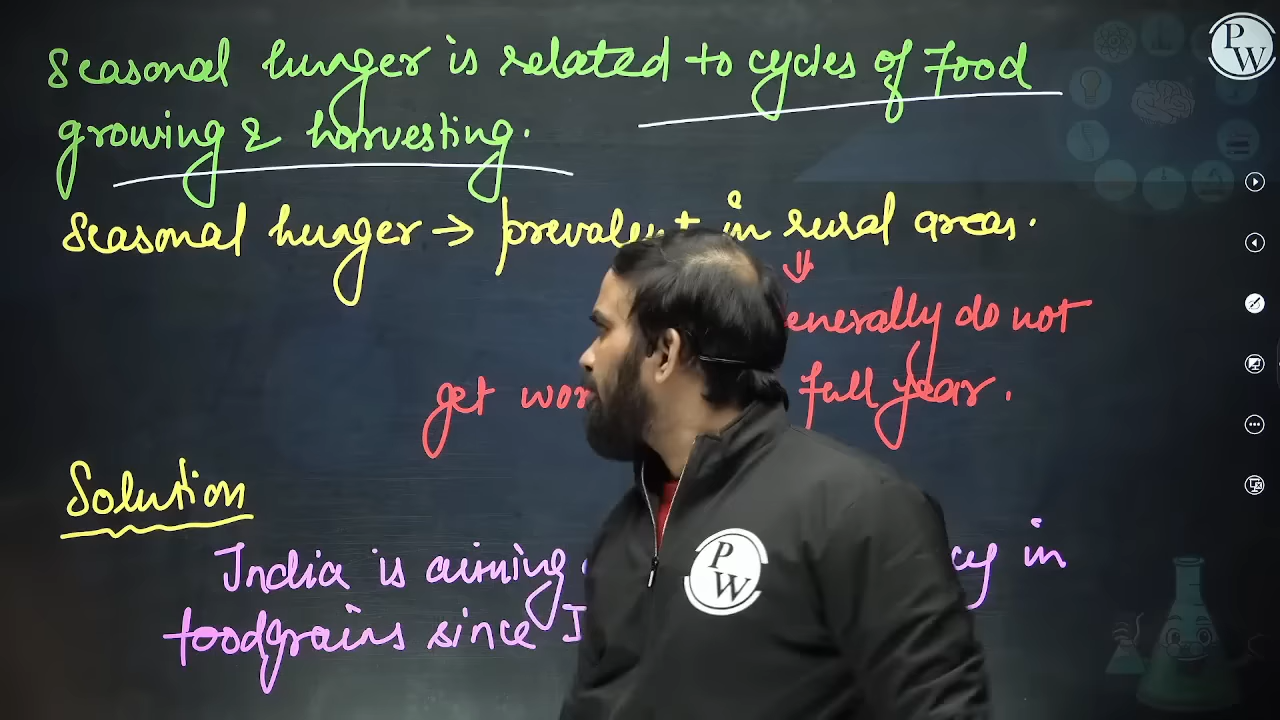 PW
Seasonal hunger is related to cycles of Food
growing & harvesting.
Seasonal hunger → prevalent in rural areas.
⇓
enerally do not
get wor full year.
Solution
India is aiming cy in
foodgrains since I
PW